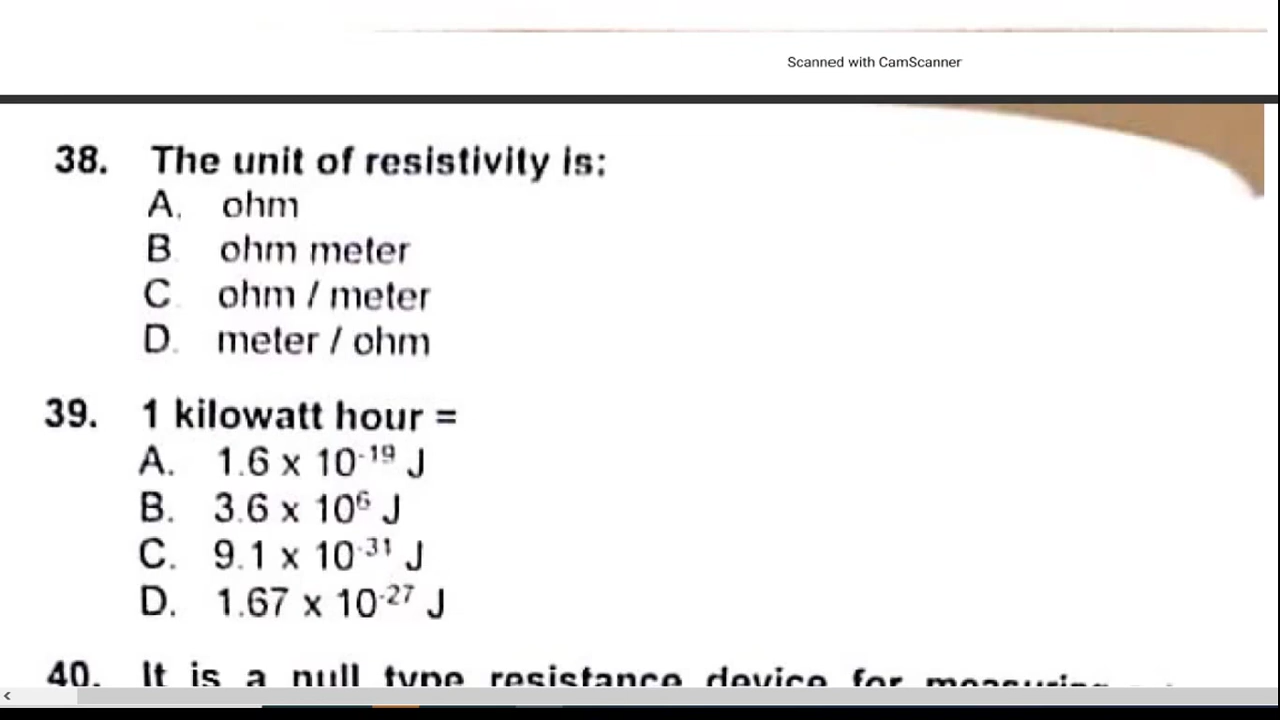 Scanned with CamScanner
38. The unit of resistivity is:
A. ohm
B. ohm meter
C. ohm / meter
D. meter / ohm
39. 1 kilowatt hour =
A. 1.6 x 10⁻¹⁹ J
B. 3.6 x 10⁶ J
C. 9.1 x 10⁻³¹ J
D. 1.67 x 10⁻²⁷ J
40. It is a null type resistance device for measuring